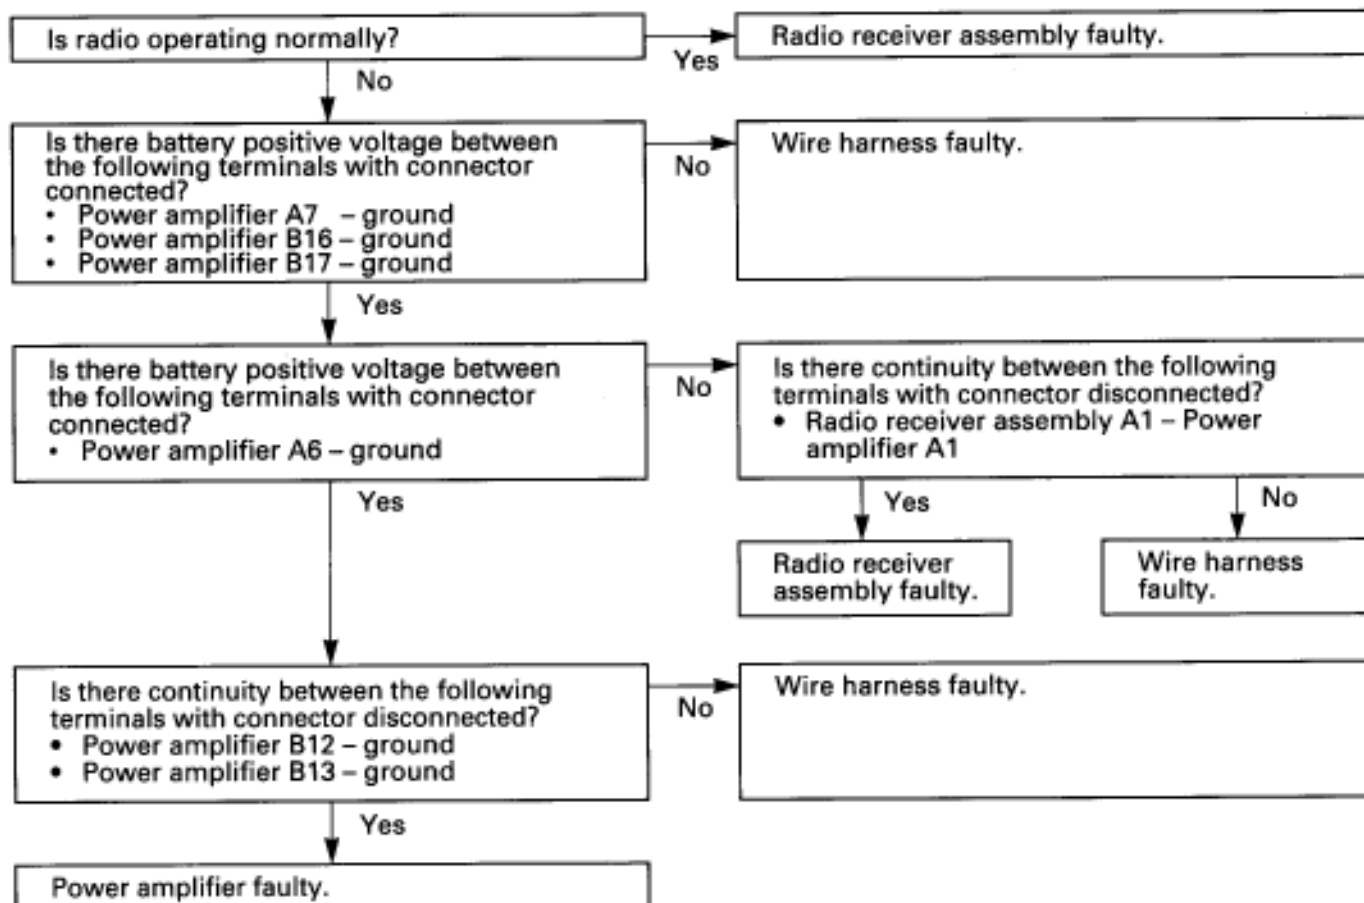 Is radio operating normally?
Yes
Radio receiver assembly faulty.
No
Is there battery positive voltage between
the following terminals with connector
connected?
• Power amplifier A7 – ground
• Power amplifier B16 – ground
• Power amplifier B17 – ground
No
Wire harness faulty.
Yes
Is there battery positive voltage between
the following terminals with connector
connected?
• Power amplifier A6 – ground
No
Is there continuity between the following
terminals with connector disconnected?
• Radio receiver assembly A1 – Power
amplifier A1
Yes
Radio receiver
assembly faulty.
No
Wire harness
faulty.
Yes
Is there continuity between the following
terminals with connector disconnected?
• Power amplifier B12 – ground
• Power amplifier B13 – ground
No
Wire harness faulty.
Yes
Power amplifier faulty.